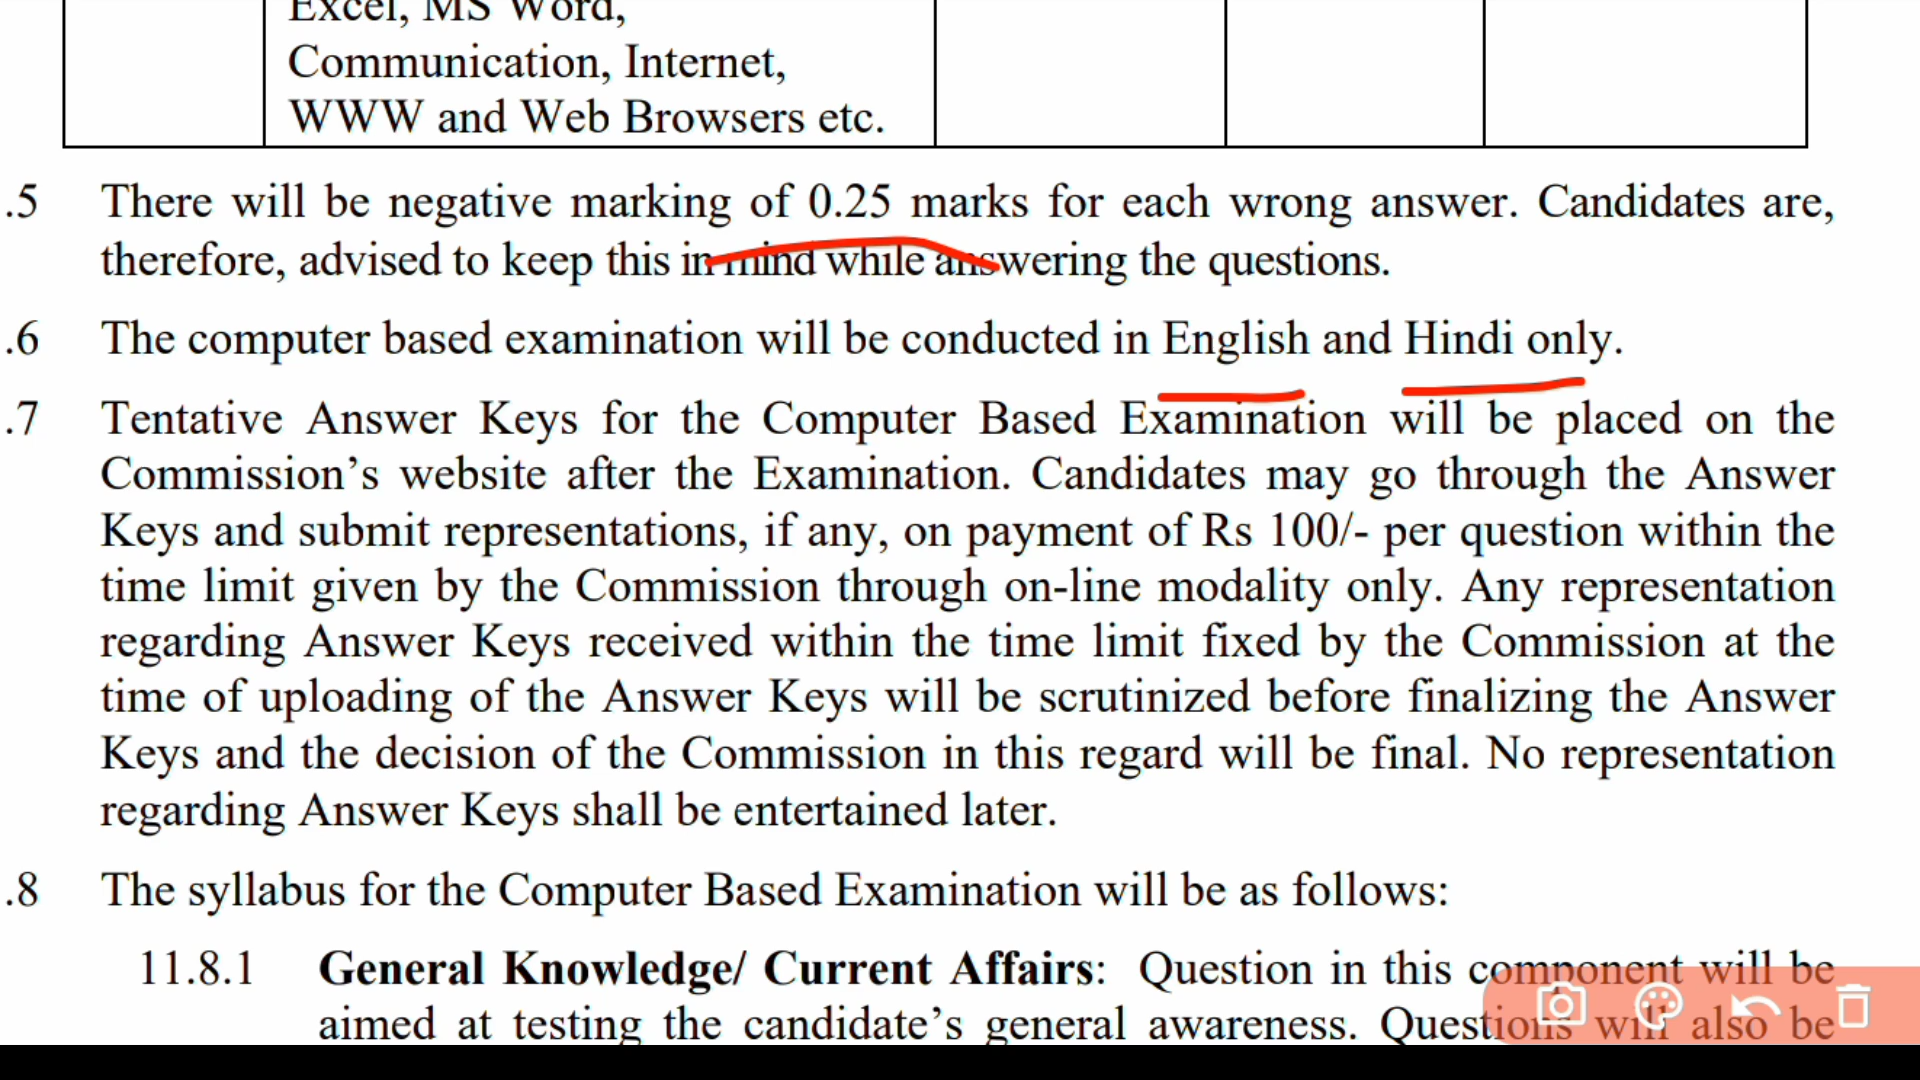 Excel, MS Word,
Communication, Internet,
WWW and Web Browsers etc.
.5 There will be negative marking of 0.25 marks for each wrong answer. Candidates are,
therefore, advised to keep this in mind while answering the questions.
.6 The computer based examination will be conducted in English and Hindi only.
.7 Tentative Answer Keys for the Computer Based Examination will be placed on the
Commission’s website after the Examination. Candidates may go through the Answer
Keys and submit representations, if any, on payment of Rs 100/- per question within the
time limit given by the Commission through on-line modality only. Any representation
regarding Answer Keys received within the time limit fixed by the Commission at the
time of uploading of the Answer Keys will be scrutinized before finalizing the Answer
Keys and the decision of the Commission in this regard will be final. No representation
regarding Answer Keys shall be entertained later.
.8 The syllabus for the Computer Based Examination will be as follows:
11.8.1 General Knowledge/ Current Affairs: Question in this component will be
aimed at testing the candidate’s general awareness. Questions will also be